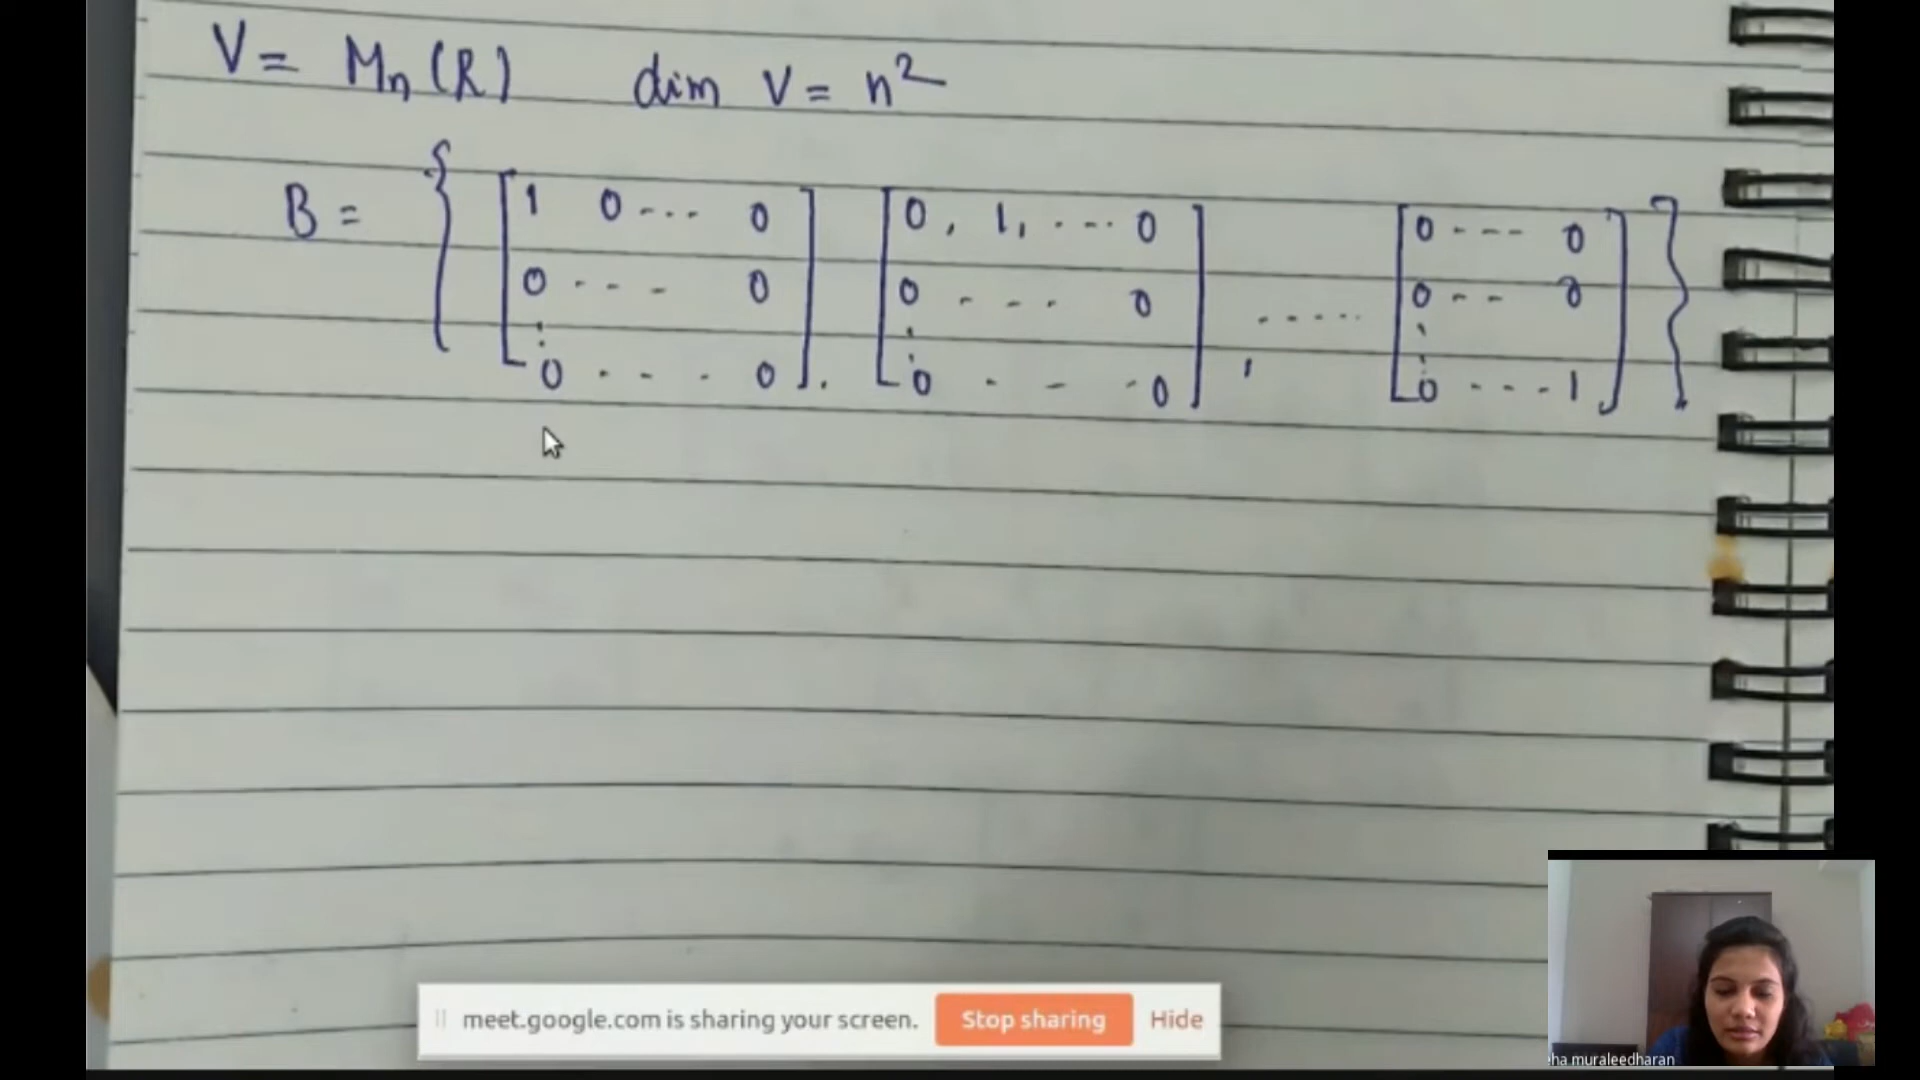 V = Mn (R) dim V = n²
B = { [ 1 0 --- 0 ] [ 0 , 1 , . --- 0 ] [ 0 --- 0 ] }
0 - - - 0 0 - - . 0 0 - - 0
⋮ ⋮ ..... ⋮
0 . - - . 0 . 0 - - - 0 , 0 - - - 1
meet.google.com is sharing your screen. Stop sharing Hide
muraleedharan